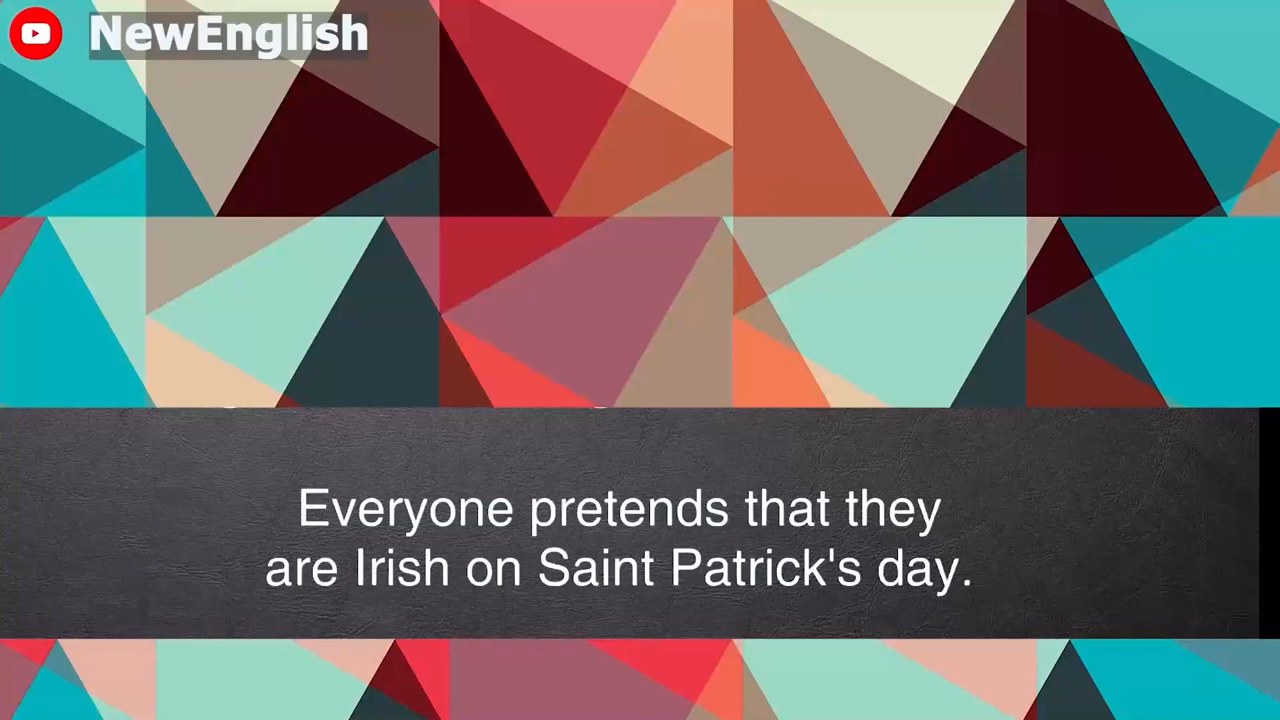 NewEnglish
Everyone pretends that they
are Irish on Saint Patrick's day.